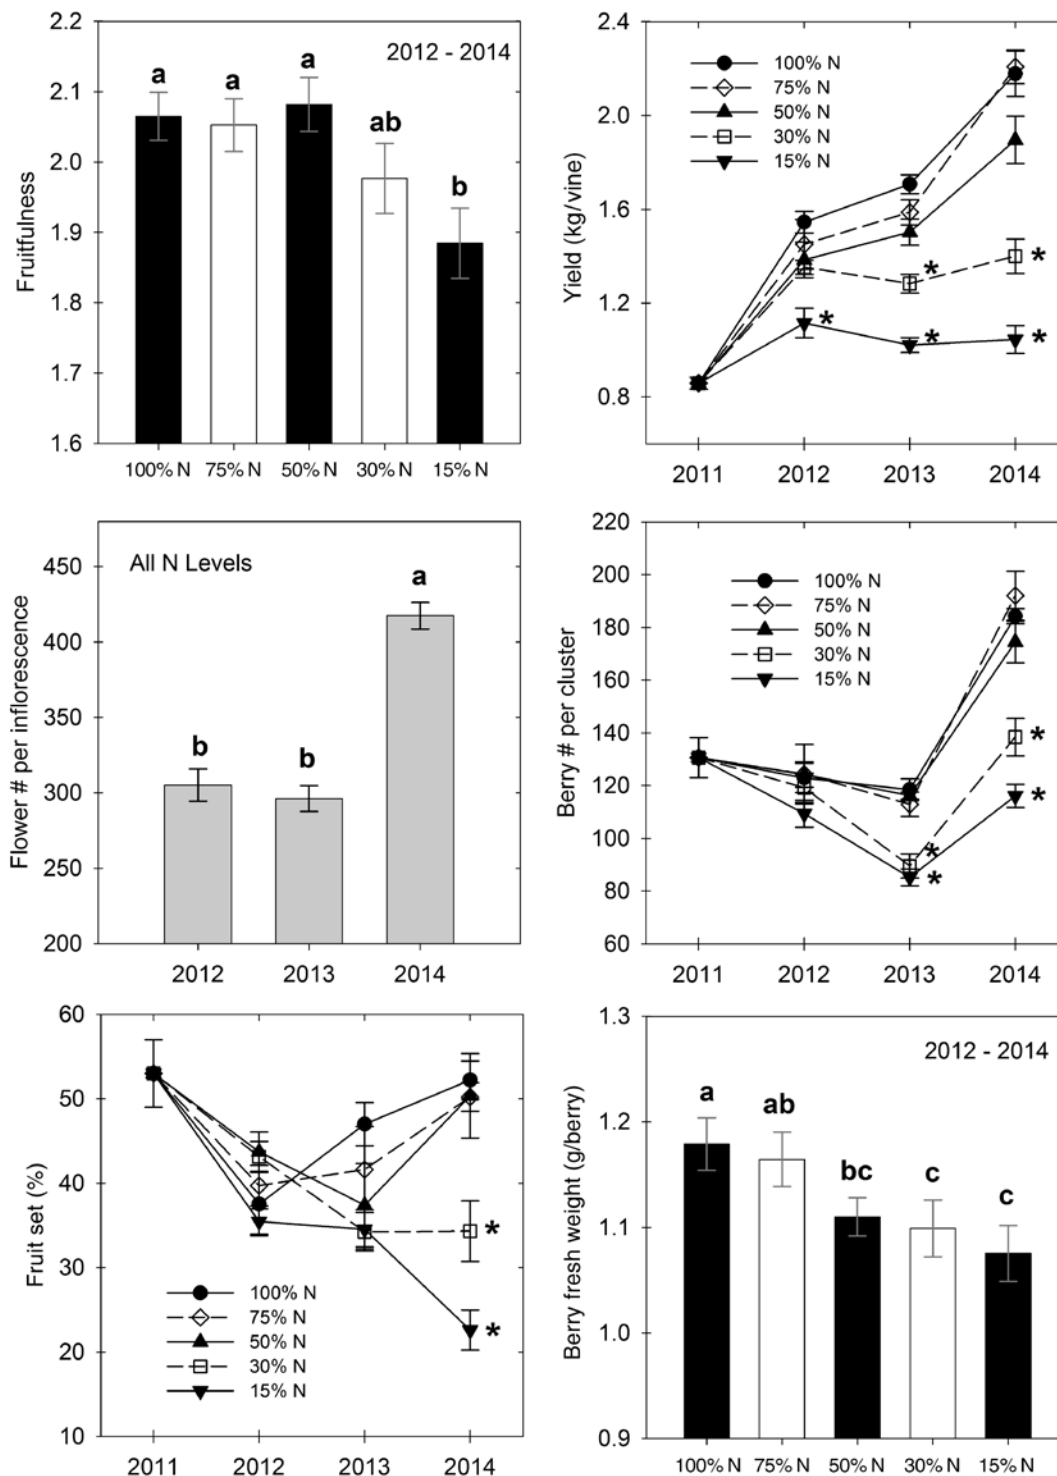 2012 - 2014
Fruitfulness
2.2
2.1
2.0
1.9
1.8
1.7
1.6
a
a
a
ab
b
100% N 75% N 50% N 30% N 15% N
Yield (kg/vine)
2.4
2.0
1.6
1.2
0.8
100% N
75% N
50% N
30% N
15% N
*
*
*
*
*
2011 2012 2013 2014
All N Levels
Flower # per inflorescence
450
400
350
300
250
200
b
b
a
2012 2013 2014
Berry # per cluster
220
200
180
160
140
120
100
80
60
100% N
75% N
50% N
30% N
15% N
*
*
*
*
2011 2012 2013 2014
Fruit set (%)
60
50
40
30
20
10
100% N
75% N
50% N
30% N
15% N
*
*
2011 2012 2013 2014
2012 - 2014
Berry fresh weight (g/berry)
1.3
1.2
1.1
1.0
0.9
a
ab
bc
c
c
100% N 75% N 50% N 30% N 15% N